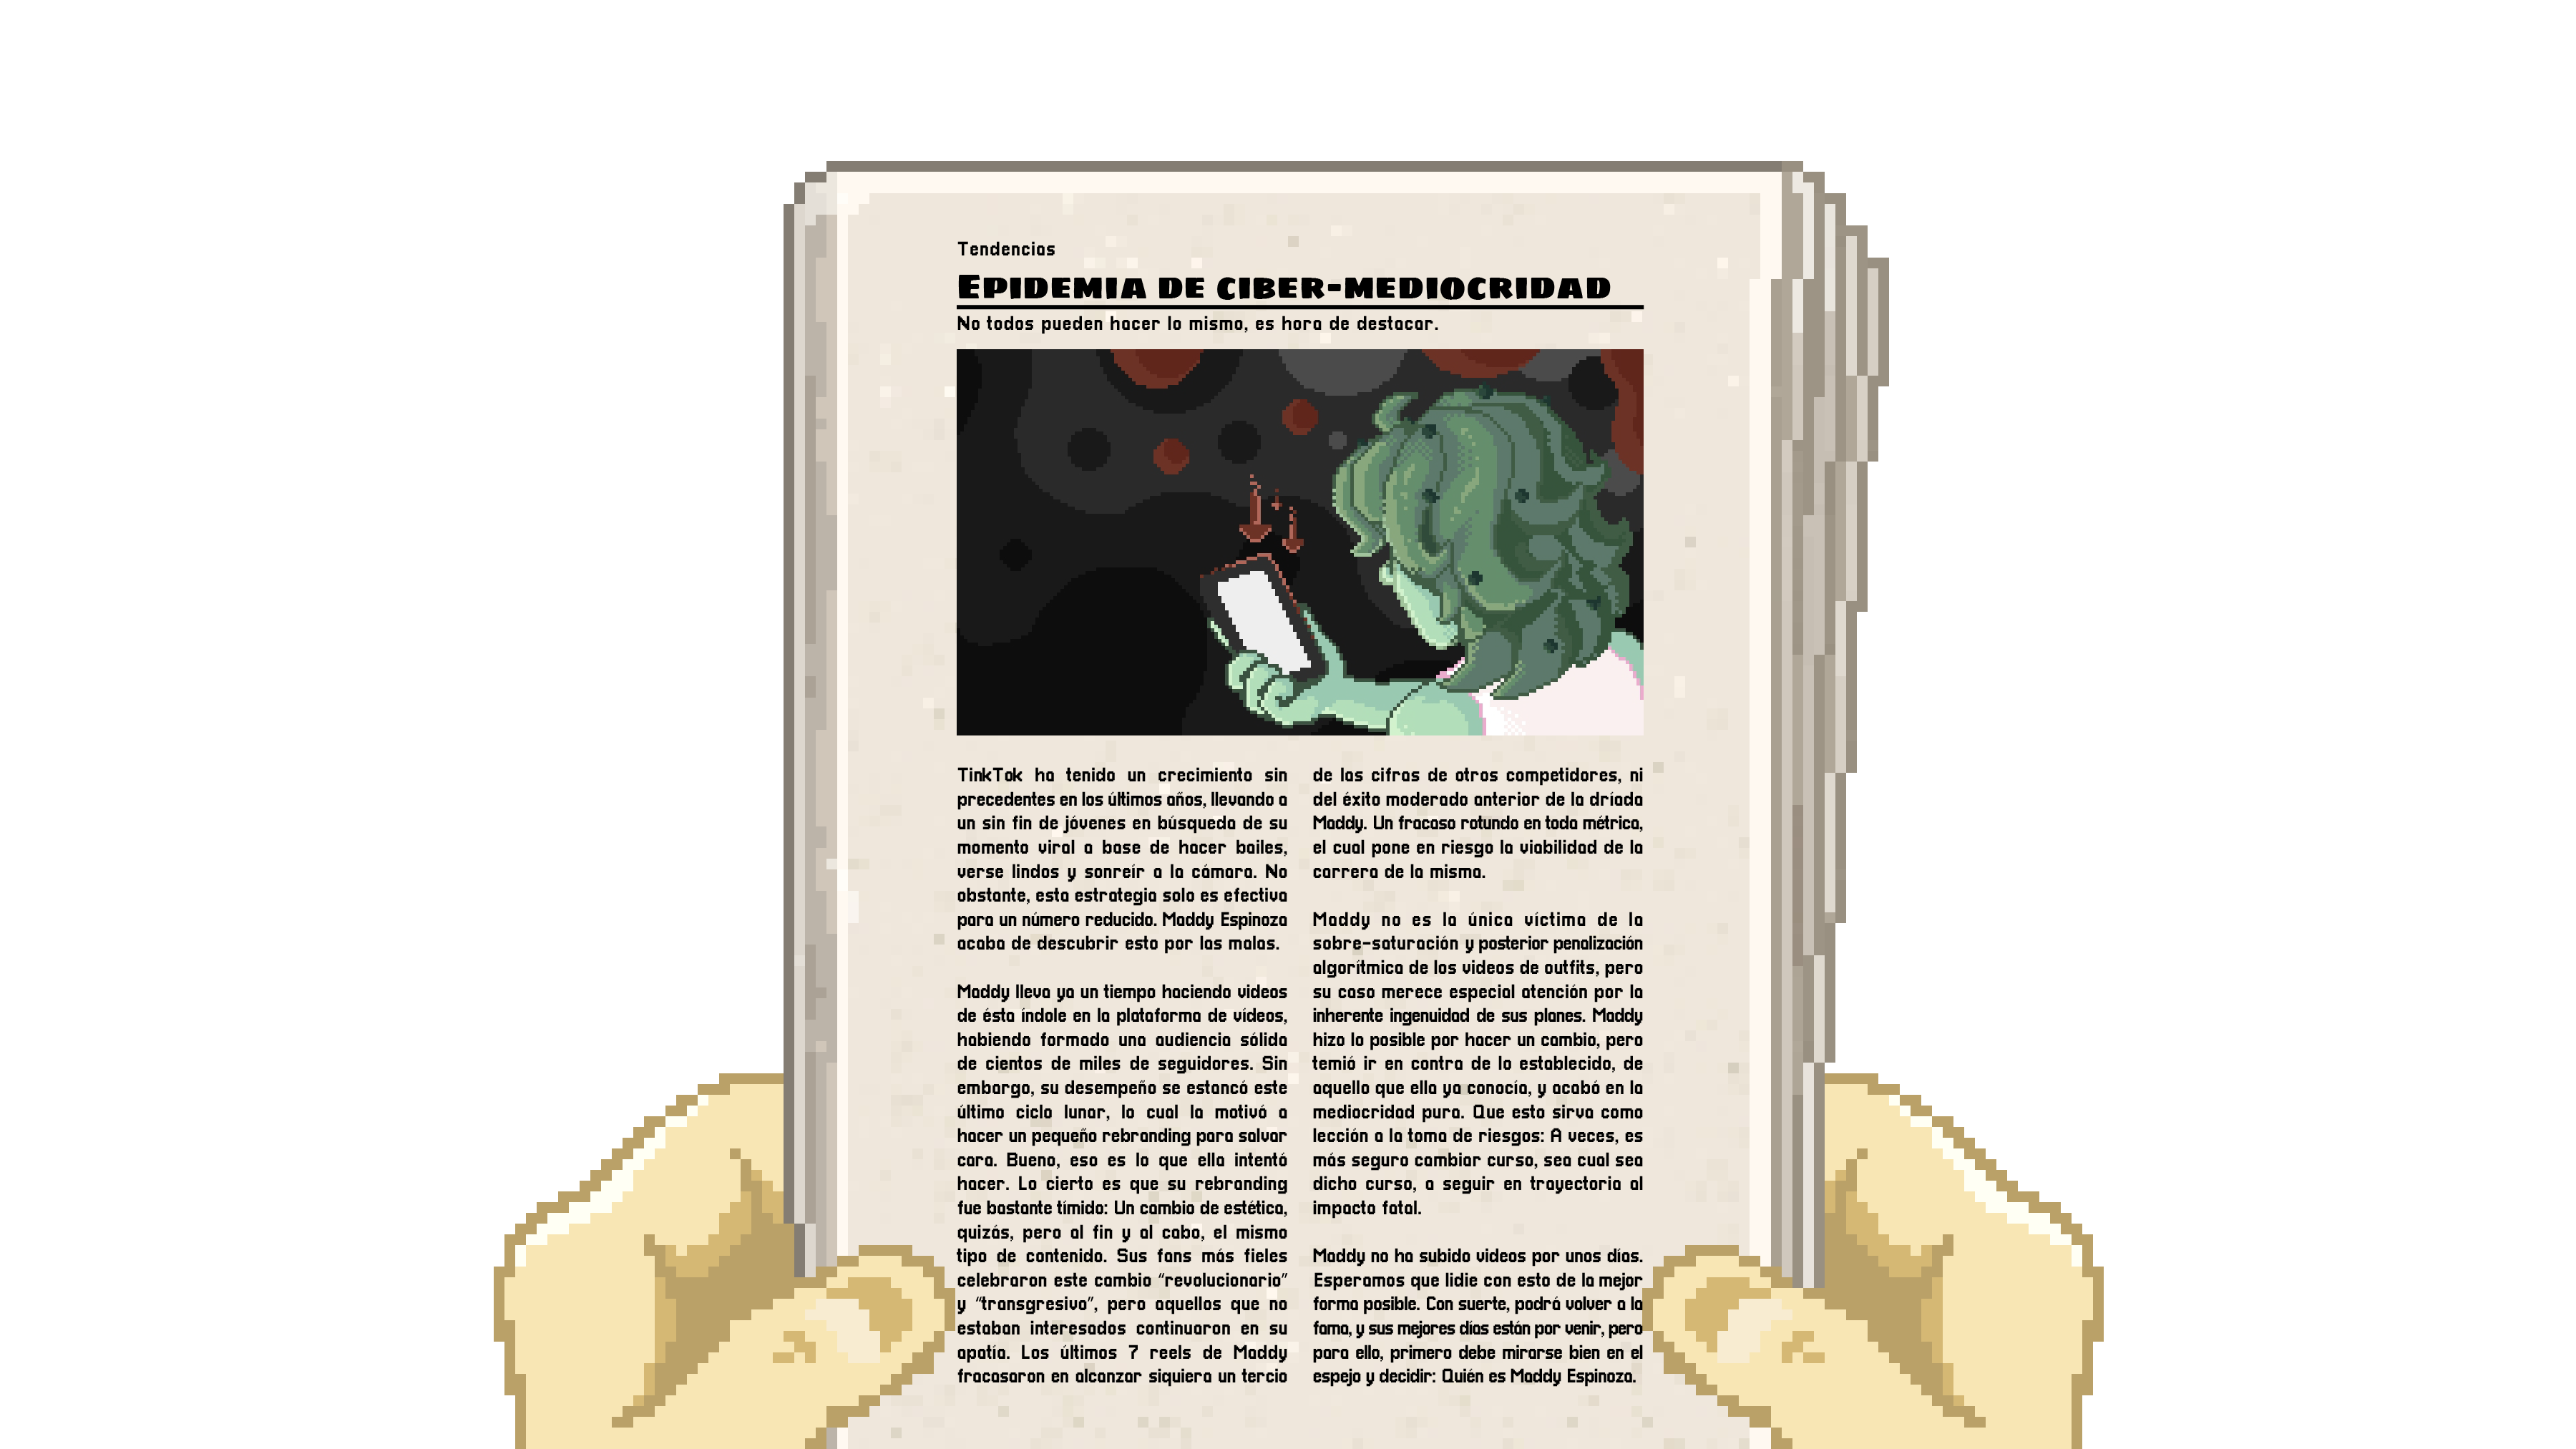 Tendencias
EPIDEMIA DE CIBER-MEDIOCRIDAD
No todos pueden hacer lo mismo, es hora de destacar.
TinkTok ha tenido un crecimiento sin
precedentes en los últimos años, llevando a
un sin fin de jóvenes en búsqueda de su
momento viral a base de hacer bailes,
verse lindos y sonreír a la cámara. No
obstante, esta estrategia solo es efectiva
para un número reducido. Maddy Espinoza
acaba de descubrir esto por las malas.
Maddy lleva ya un tiempo haciendo videos
de ésta índole en la plataforma de vídeos,
habiendo formado una audiencia sólida
de cientos de miles de seguidores. Sin
embargo, su desempeño se estancó este
último ciclo lunar, lo cual la motivó a
hacer un pequeño rebranding para salvar
cara. Bueno, eso es lo que ella intentó
hacer. Lo cierto es que su rebranding
fue bastante tímido: Un cambio de estética,
quizás, pero al fin y al cabo, el mismo
tipo de contenido. Sus fans más fieles
celebraron este cambio “revolucionario”
y “transgresivo”, pero aquellos que no
estaban interesados continuaron en su
apatía. Los últimos 7 reels de Maddy
fracasaron en alcanzar siquiera un tercio
de las cifras de otros competidores, ni
del éxito moderado anterior de la dríada
Maddy. Un fracaso rotundo en toda métrica,
el cual pone en riesgo la viabilidad de la
carrera de la misma.
Maddy no es la única víctima de la
sobre-saturación y posterior penalización
algorítmica de los videos de outfits, pero
su caso merece especial atención por la
inherente ingenuidad de sus planes. Maddy
hizo lo posible por hacer un cambio, pero
temió ir en contra de lo establecido, de
aquello que ella ya conocía, y acabó en la
mediocridad pura. Que esto sirva como
lección a la toma de riesgos: A veces, es
más seguro cambiar curso, sea cual sea
dicho curso, a seguir en trayectoria al
impacto fatal.
Maddy no ha subido videos por unos días.
Esperamos que lidie con esto de la mejor
forma posible. Con suerte, podrá volver a la
fama, y sus mejores días están por venir, pero
para ello, primero debe mirarse bien en el
espejo y decidir: Quién es Maddy Espinoza.